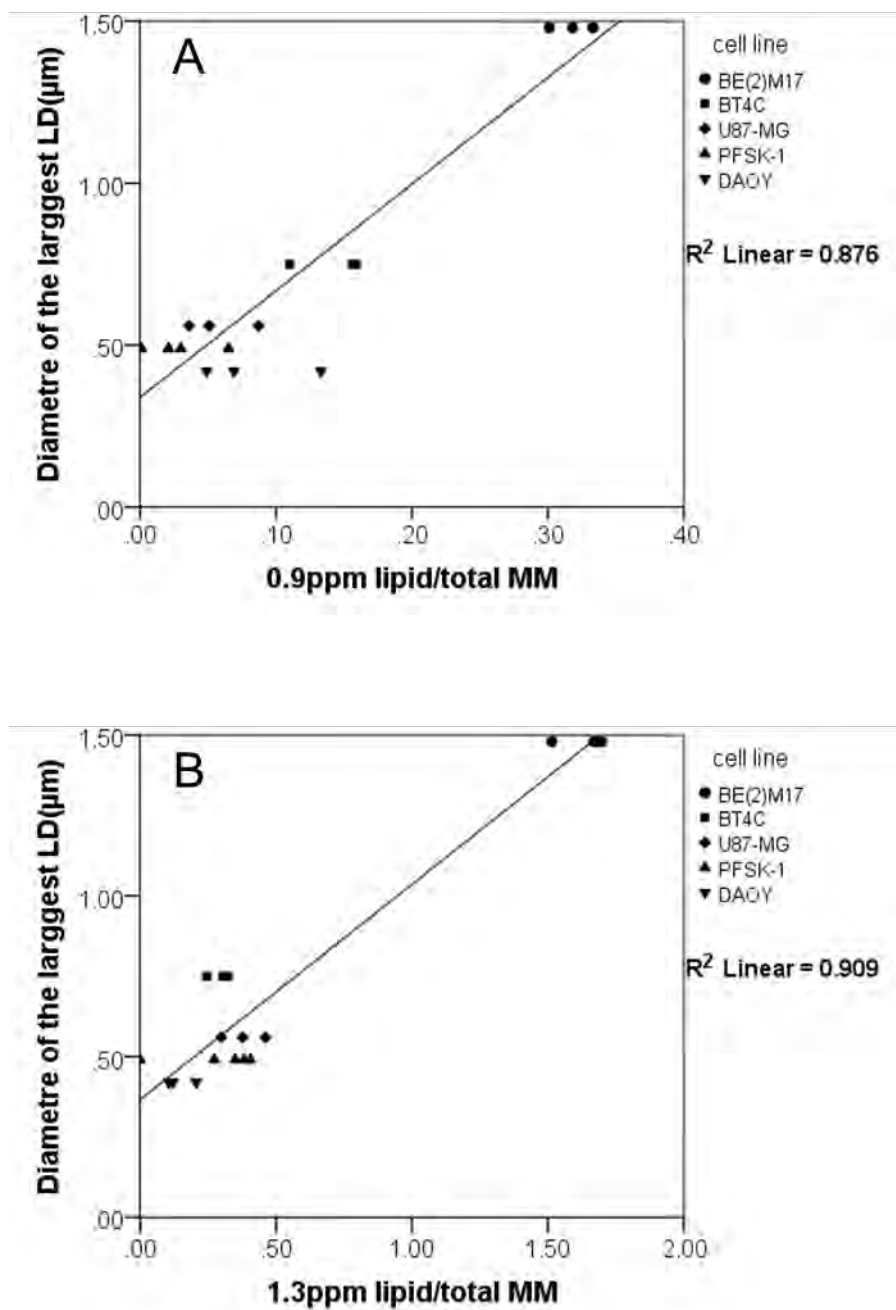 A
1.50
1.00
.50
.00
Diametre of the larggest LD(µm)
.00 .10 .20 .30 .40
0.9ppm lipid/total MM
cell line
BE(2)M17
BT4C
U87-MG
PFSK-1
DAOY
R² Linear = 0.876
B
1.50
1.00
.50
.00
Diametre of the larggest LD(µm)
.00 .50 1.00 1.50 2.00
1.3ppm lipid/total MM
cell line
BE(2)M17
BT4C
U87-MG
PFSK-1
DAOY
R² Linear = 0.909